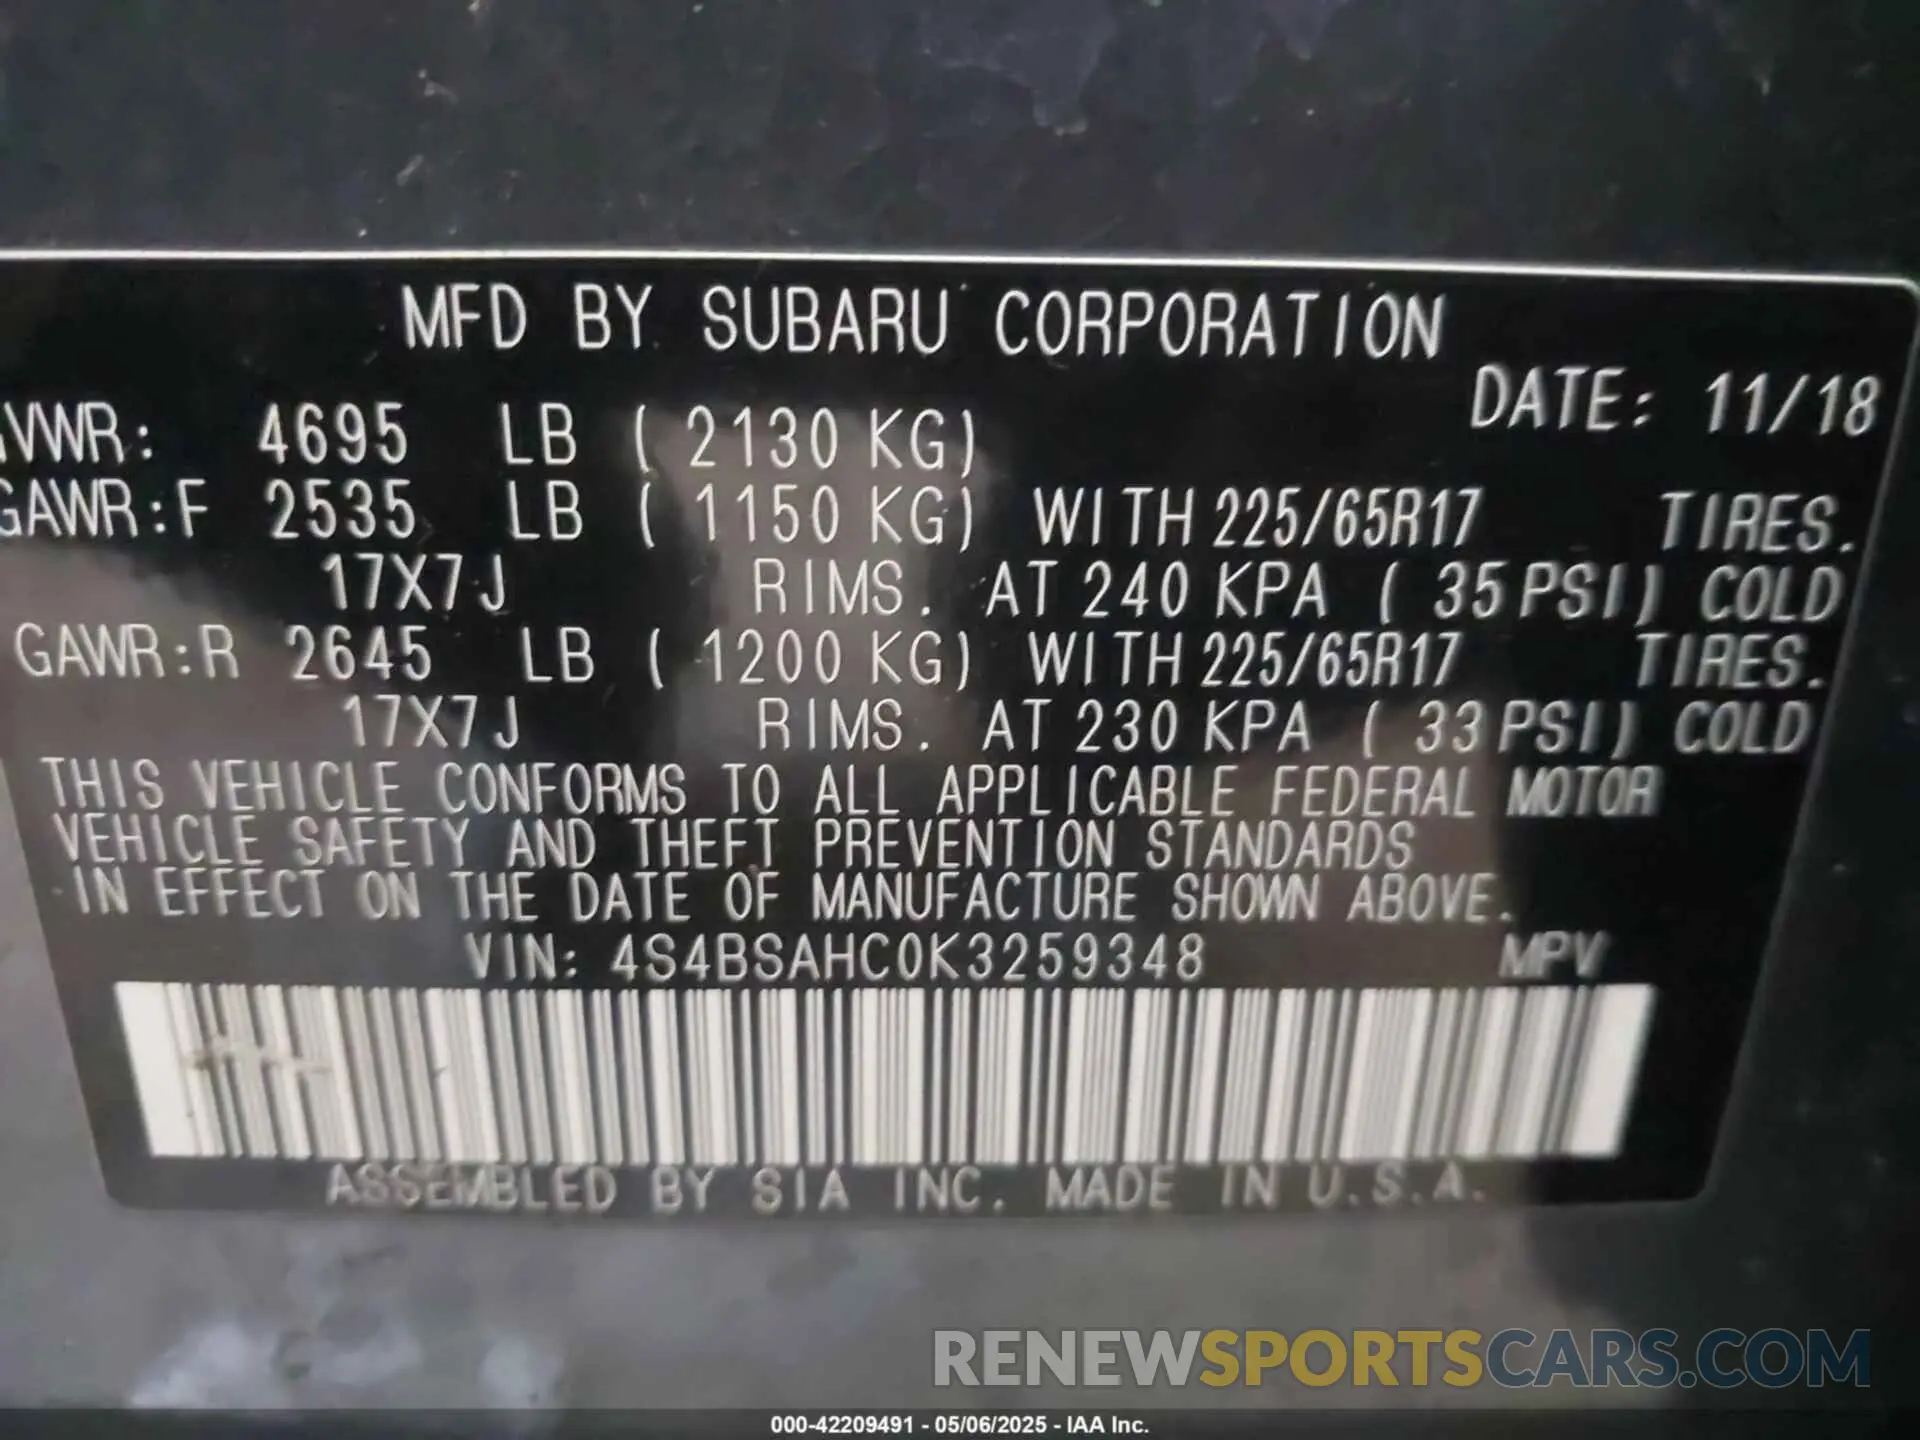 MFD BY SUBARU CORPORATION
DATE: 11/18
GVWR: 4695 LB ( 2130 KG)
GAWR:F 2535 LB ( 1150 KG) WITH 225/65R17 TIRES.
17X7J RIMS. AT 240 KPA ( 35 PSI) COLD
GAWR:R 2645 LB ( 1200 KG) WITH 225/65R17 TIRES.
17X7J RIMS. AT 230 KPA ( 33 PSI) COLD
THIS VEHICLE CONFORMS TO ALL APPLICABLE FEDERAL MOTOR
VEHICLE SAFETY AND THEFT PREVENTION STANDARDS
IN EFFECT ON THE DATE OF MANUFACTURE SHOWN ABOVE.
VIN: 4S4BSAHC0K3259348 MPV
ASSEMBLED BY SIA INC. MADE IN U.S.A.
RENEWSPORTSCARS.COM
000-42209491 - 05/06/2025 - IAA Inc.